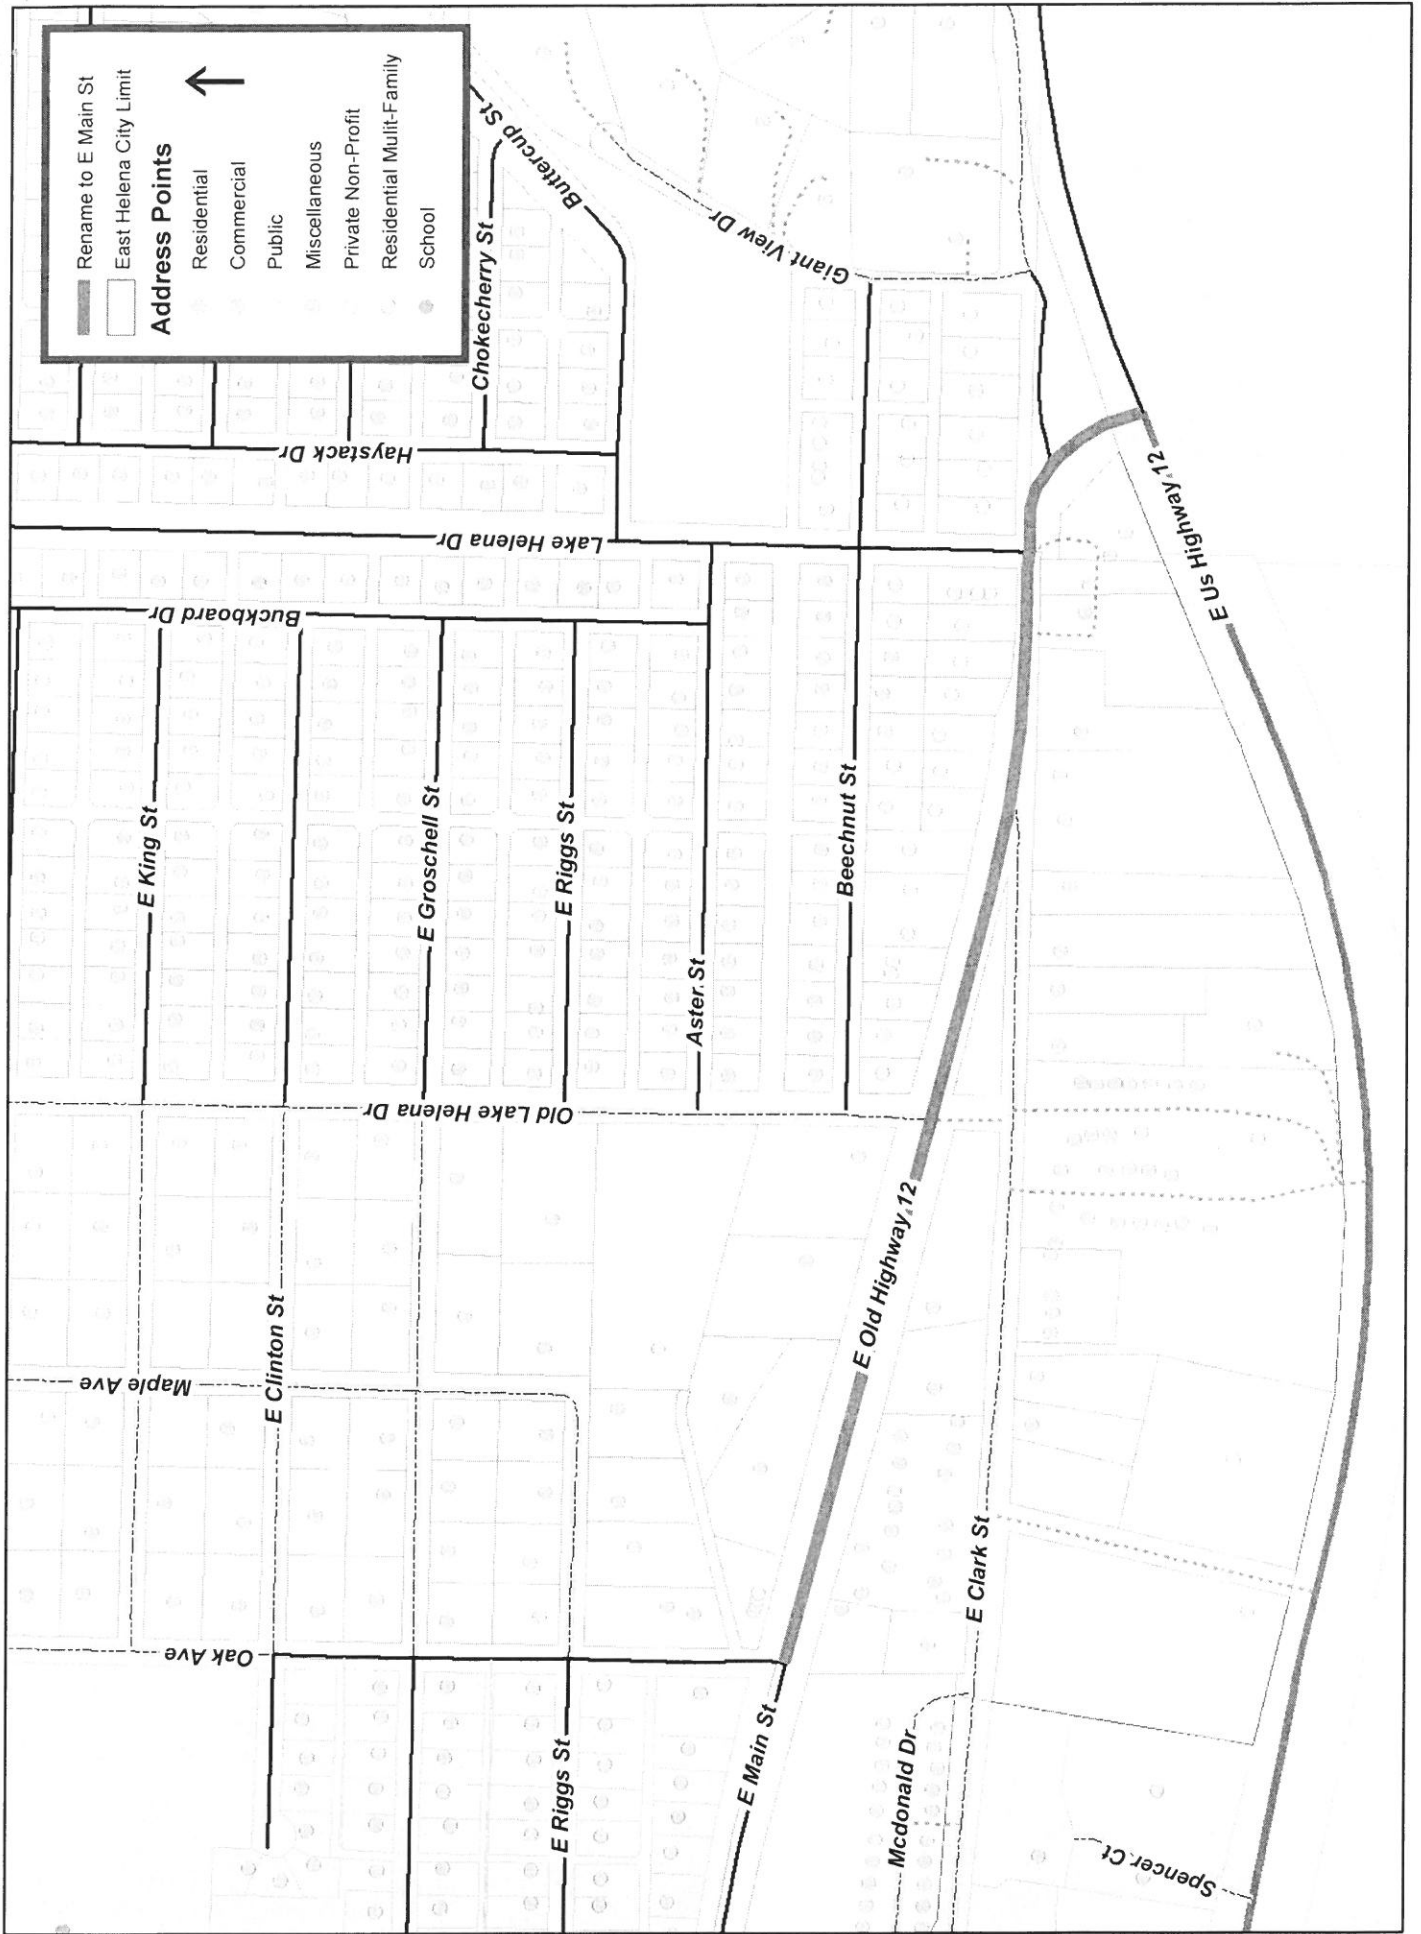 Rename to E Main St
East Helena City Limit
Address Points
Residential
Commercial
Public
Miscellaneous
Private Non-Profit
Residential Mulit-Family
School
E King St
E Clinton St
E Groschell St
E Riggs St
E Riggs St
Aster St
Beechnut St
Chokecherry St
Buttercup St
Giant View Dr
Haystack Dr
Lake Helena Dr
Buckboard Dr
Old Lake Helena Dr
Maple Ave
Oak Ave
E Main St
E Old Highway 12
E Us Highway 12
E Clark St
Mcdonald Dr
Spencer Ct